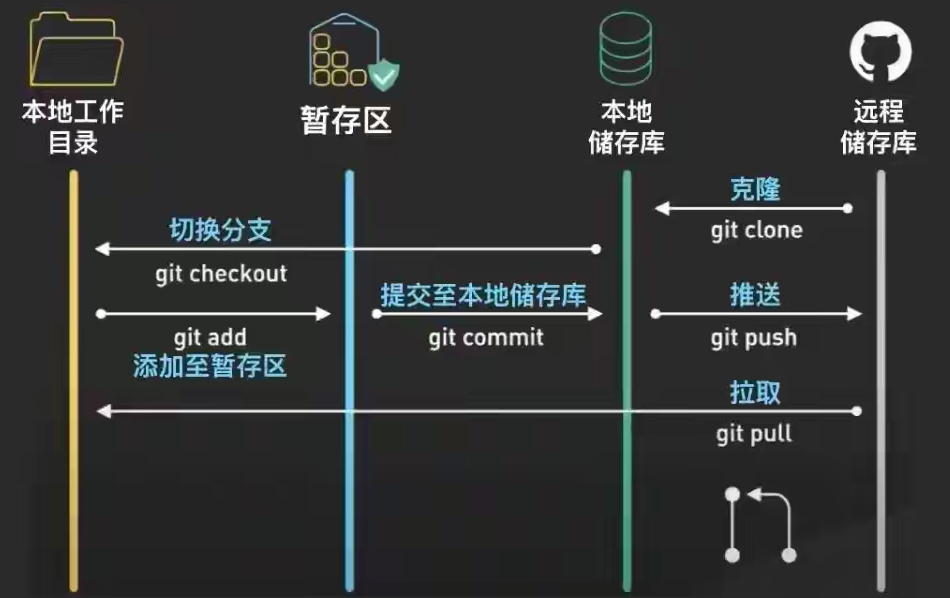 本地工作
目录
暂存区
本地
储存库
远程
储存库
克隆
git clone
切换分支
git checkout
提交至本地储存库
推送
git add
git commit
git push
添加至暂存区
拉取
git pull